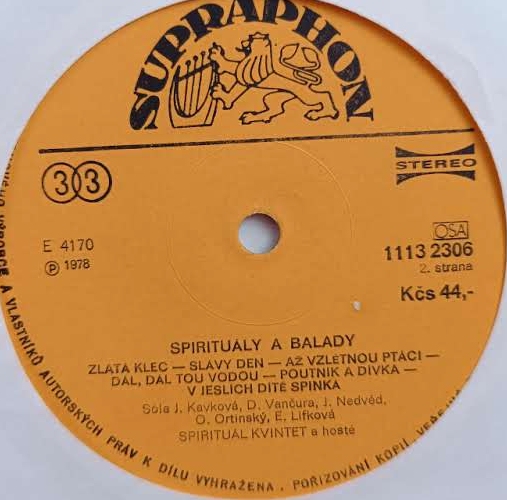 SUPRAPHON
33
STEREO
E 4170
Ⓟ 1978
OSA
1113 2306
2. strana
Kčs 44,-
SPIRITUÁLY A BALADY
ZLATÁ KLEC — SLÁVY DEN — AŽ VZLÉTNOU PTÁCI —
DÁL, DÁL TOU VODOU — POUTNÍK A DÍVKA —
V JESLÍCH DÍTĚ SPINKÁ
Sóla J. Kavková, D. Vančura, J. Nedvěd,
O. Ortinský, E. Lifková
SPIRITUÁL KVINTET a hosté
A VLASTNÍKŮ AUTORSKÝCH PRÁV K DÍLU VYHRAŽENA. POŘIZOVÁNÍ KOPIÍ,